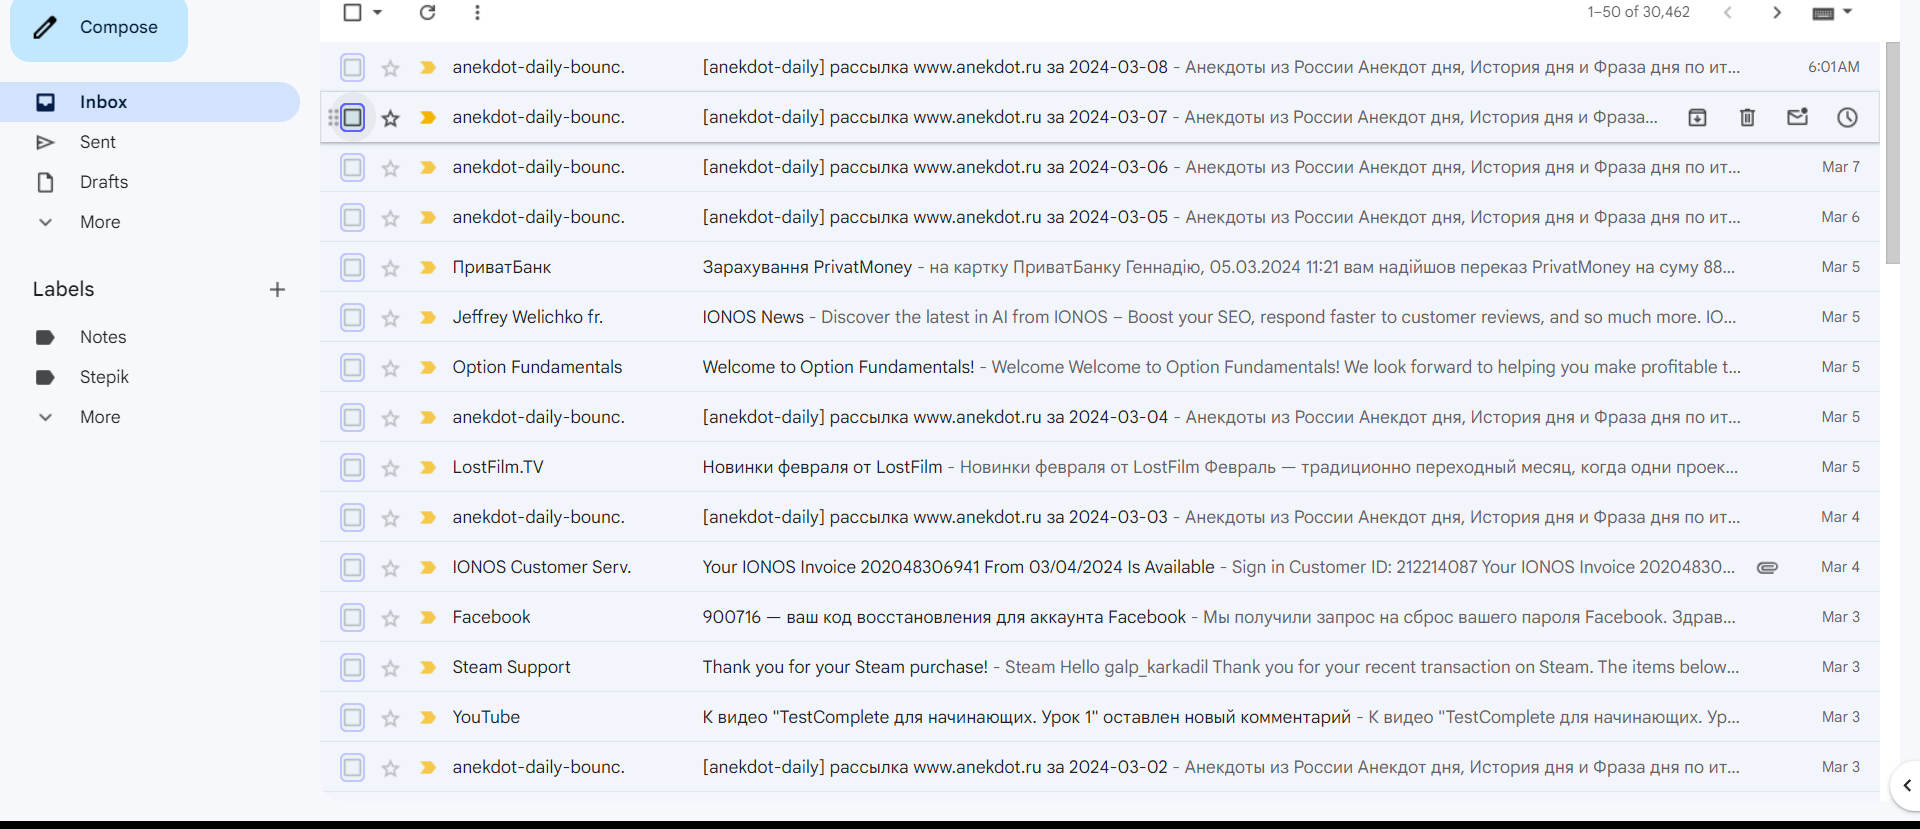 Compose
Inbox
Sent
Drafts
More
Labels
Notes
Stepik
More
1–50 of 30,462
anekdot-daily-bounc. [anekdot-daily] рассылка www.anekdot.ru за 2024-03-08 - Анекдоты из России Анекдот дня, История дня и Фраза дня по ит... 6:01 AM
anekdot-daily-bounc. [anekdot-daily] рассылка www.anekdot.ru за 2024-03-07 - Анекдоты из России Анекдот дня, История дня и Фраза...
anekdot-daily-bounc. [anekdot-daily] рассылка www.anekdot.ru за 2024-03-06 - Анекдоты из России Анекдот дня, История дня и Фраза дня по ит... Mar 7
anekdot-daily-bounc. [anekdot-daily] рассылка www.anekdot.ru за 2024-03-05 - Анекдоты из России Анекдот дня, История дня и Фраза дня по ит... Mar 6
ПриватБанк Зарахування PrivatMoney - на картку ПриватБанку Геннадію, 05.03.2024 11:21 вам надійшов переказ PrivatMoney на суму 88... Mar 5
Jeffrey Welichko fr. IONOS News - Discover the latest in AI from IONOS – Boost your SEO, respond faster to customer reviews, and so much more. IO... Mar 5
Option Fundamentals Welcome to Option Fundamentals! - Welcome Welcome to Option Fundamentals! We look forward to helping you make profitable t... Mar 5
anekdot-daily-bounc. [anekdot-daily] рассылка www.anekdot.ru за 2024-03-04 - Анекдоты из России Анекдот дня, История дня и Фраза дня по ит... Mar 5
LostFilm.TV Новинки февраля от LostFilm - Новинки февраля от LostFilm Февраль — традиционно переходный месяц, когда одни проек... Mar 5
anekdot-daily-bounc. [anekdot-daily] рассылка www.anekdot.ru за 2024-03-03 - Анекдоты из России Анекдот дня, История дня и Фраза дня по ит... Mar 4
IONOS Customer Serv. Your IONOS Invoice 202048306941 From 03/04/2024 Is Available - Sign in Customer ID: 212214087 Your IONOS Invoice 20204830... Mar 4
Facebook 900716 — ваш код восстановления для аккаунта Facebook - Мы получили запрос на сброс вашего пароля Facebook. Здрав... Mar 3
Steam Support Thank you for your Steam purchase! - Steam Hello galp_karkadil Thank you for your recent transaction on Steam. The items below... Mar 3
YouTube К видео "TestComplete для начинающих. Урок 1" оставлен новый комментарий - К видео "TestComplete для начинающих. Ур... Mar 3
anekdot-daily-bounc. [anekdot-daily] рассылка www.anekdot.ru за 2024-03-02 - Анекдоты из России Анекдот дня, История дня и Фраза дня по ит... Mar 3